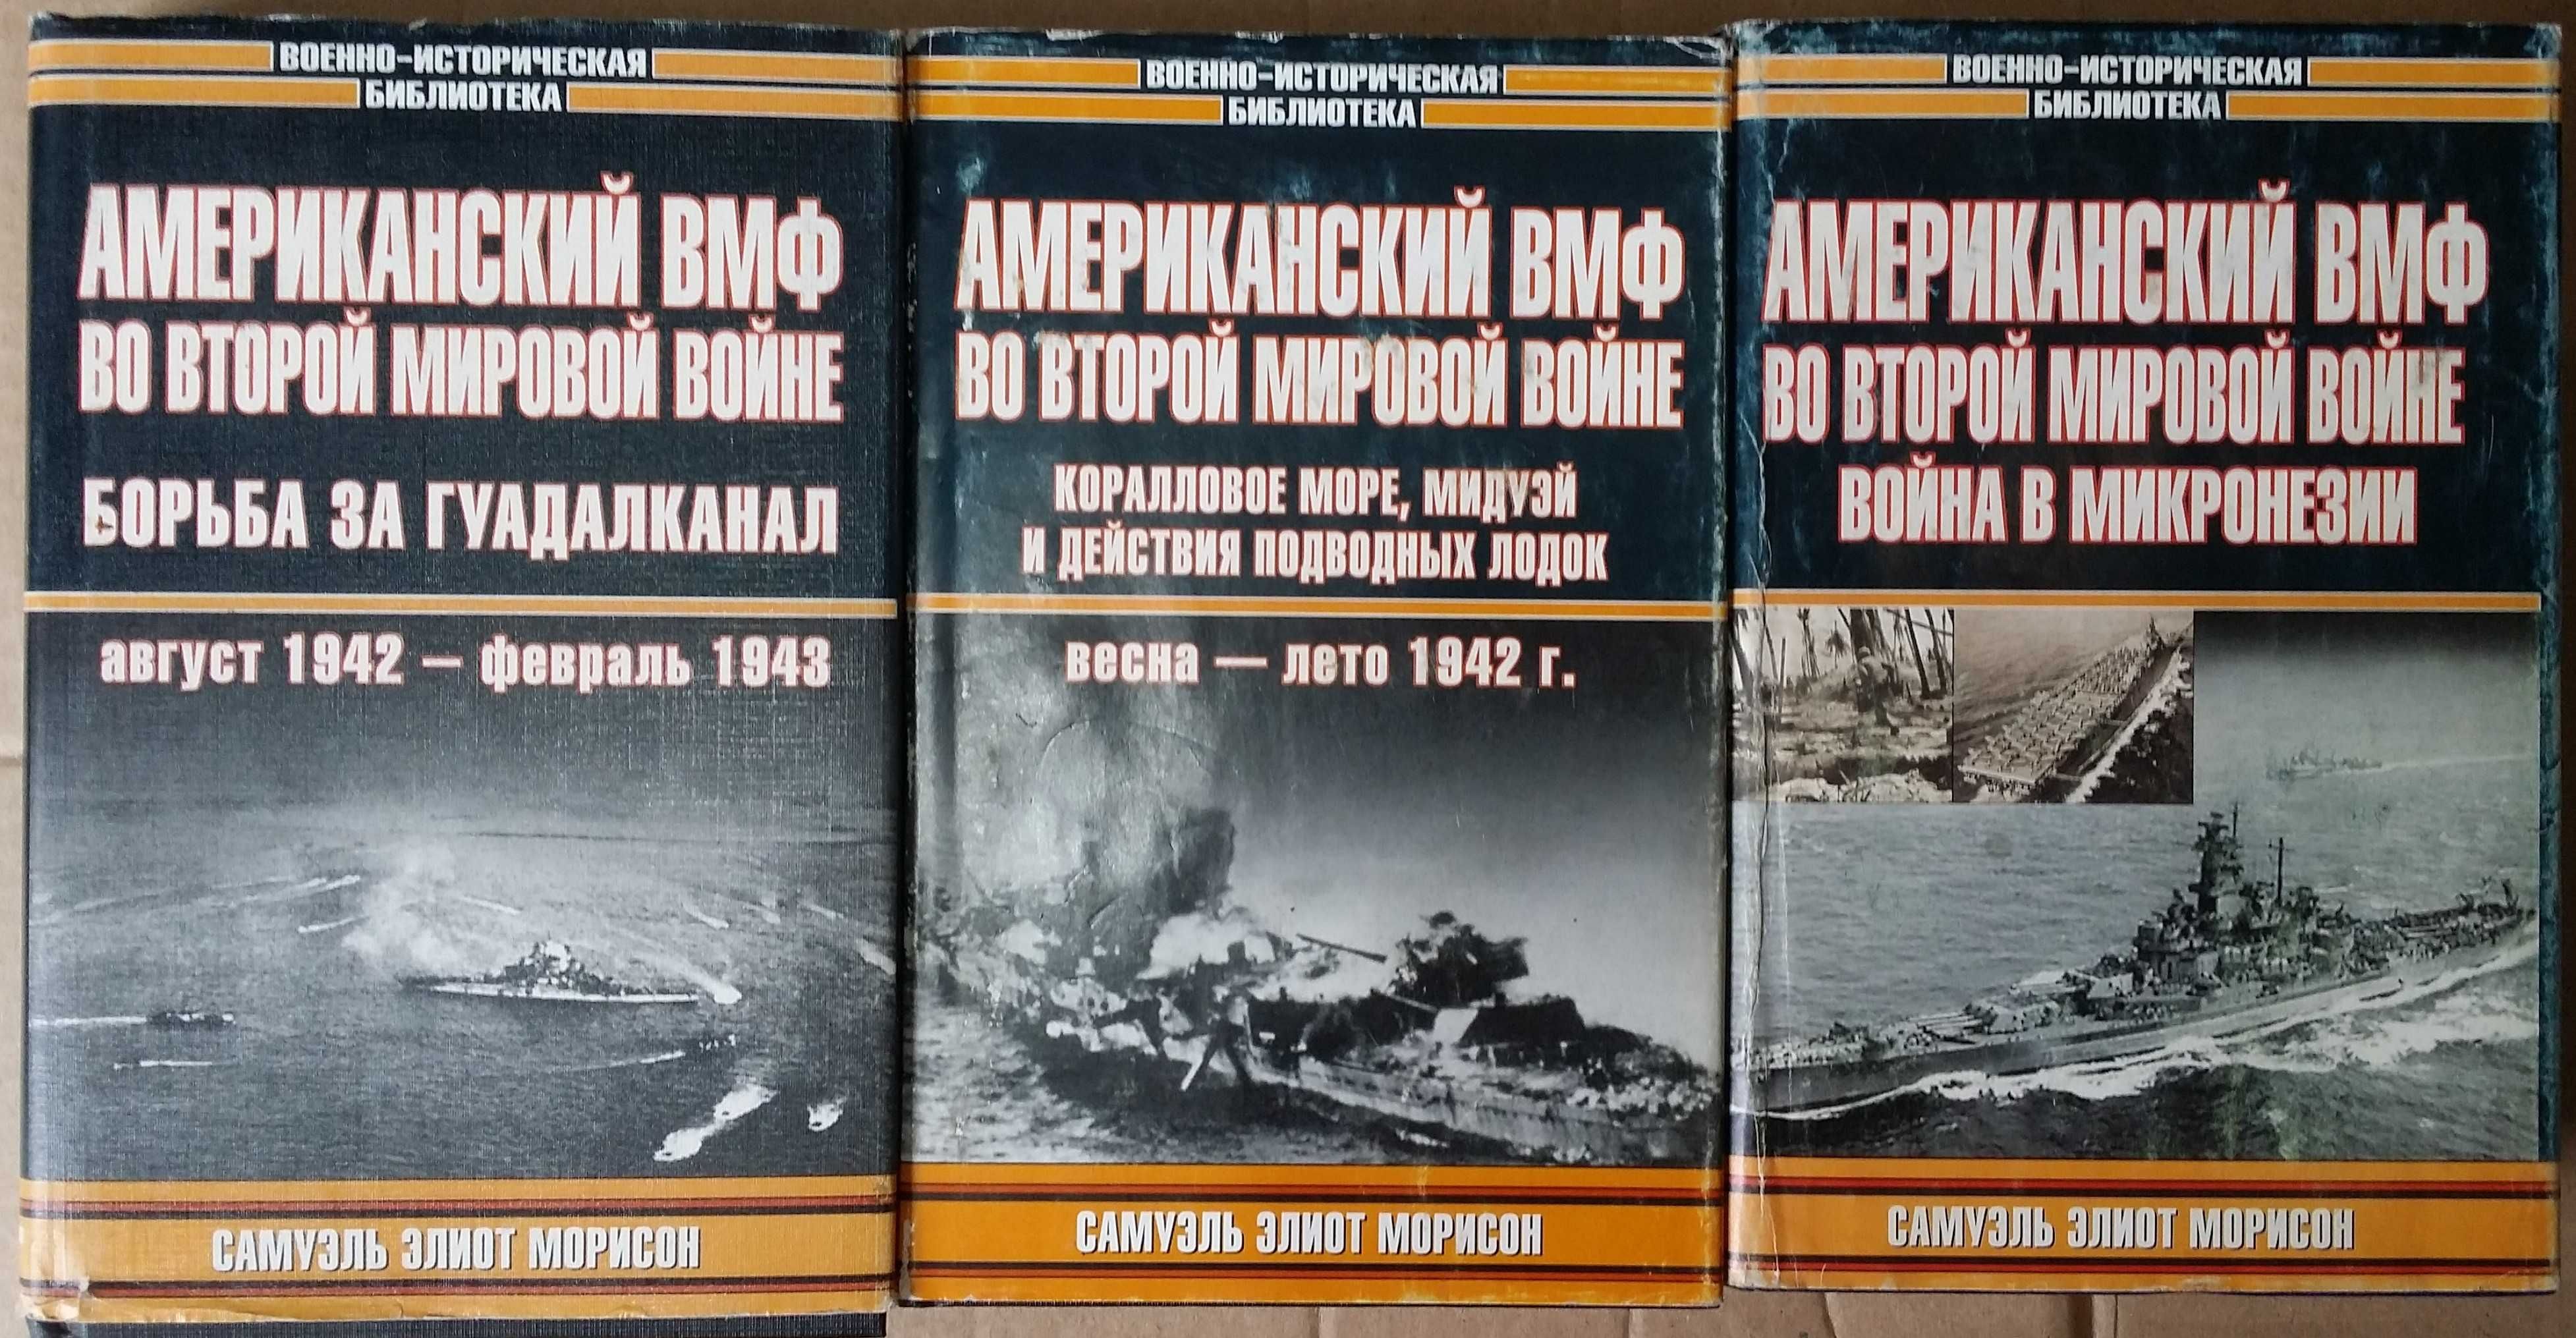 ВОЕННО-ИСТОРИЧЕСКАЯ
БИБЛИОТЕКА
АМЕРИКАНСКИЙ ВМФ
ВО ВТОРОЙ МИРОВОЙ ВОЙНЕ
БОРЬБА ЗА ГУАДАЛКАНАЛ
август 1942 – февраль 1943
САМУЭЛЬ ЭЛИОТ МОРИСОН
ВОЕННО-ИСТОРИЧЕСКАЯ
БИБЛИОТЕКА
АМЕРИКАНСКИЙ ВМФ
ВО ВТОРОЙ МИРОВОЙ ВОЙНЕ
КОРАЛЛОВОЕ МОРЕ, МИДУЭЙ
И ДЕЙСТВИЯ ПОДВОДНЫХ ЛОДОК
весна — лето 1942 г.
САМУЭЛЬ ЭЛИОТ МОРИСОН
ВОЕННО-ИСТОРИЧЕСКАЯ
БИБЛИОТЕКА
АМЕРИКАНСКИЙ ВМФ
ВО ВТОРОЙ МИРОВОЙ ВОЙНЕ
ВОЙНА В МИКРОНЕЗИИ
САМУЭЛЬ ЭЛИОТ МОРИСОН